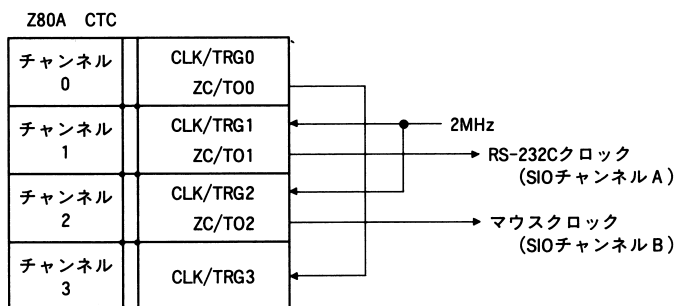 Z80A CTC
チャンネル
0
CLK/TRG0
ZC/TO0
チャンネル
1
CLK/TRG1
ZC/TO1
2MHz
RS-232Cクロック
(SIOチャンネルA)
チャンネル
2
CLK/TRG2
ZC/TO2
マウスクロック
(SIOチャンネルB)
チャンネル
3
CLK/TRG3